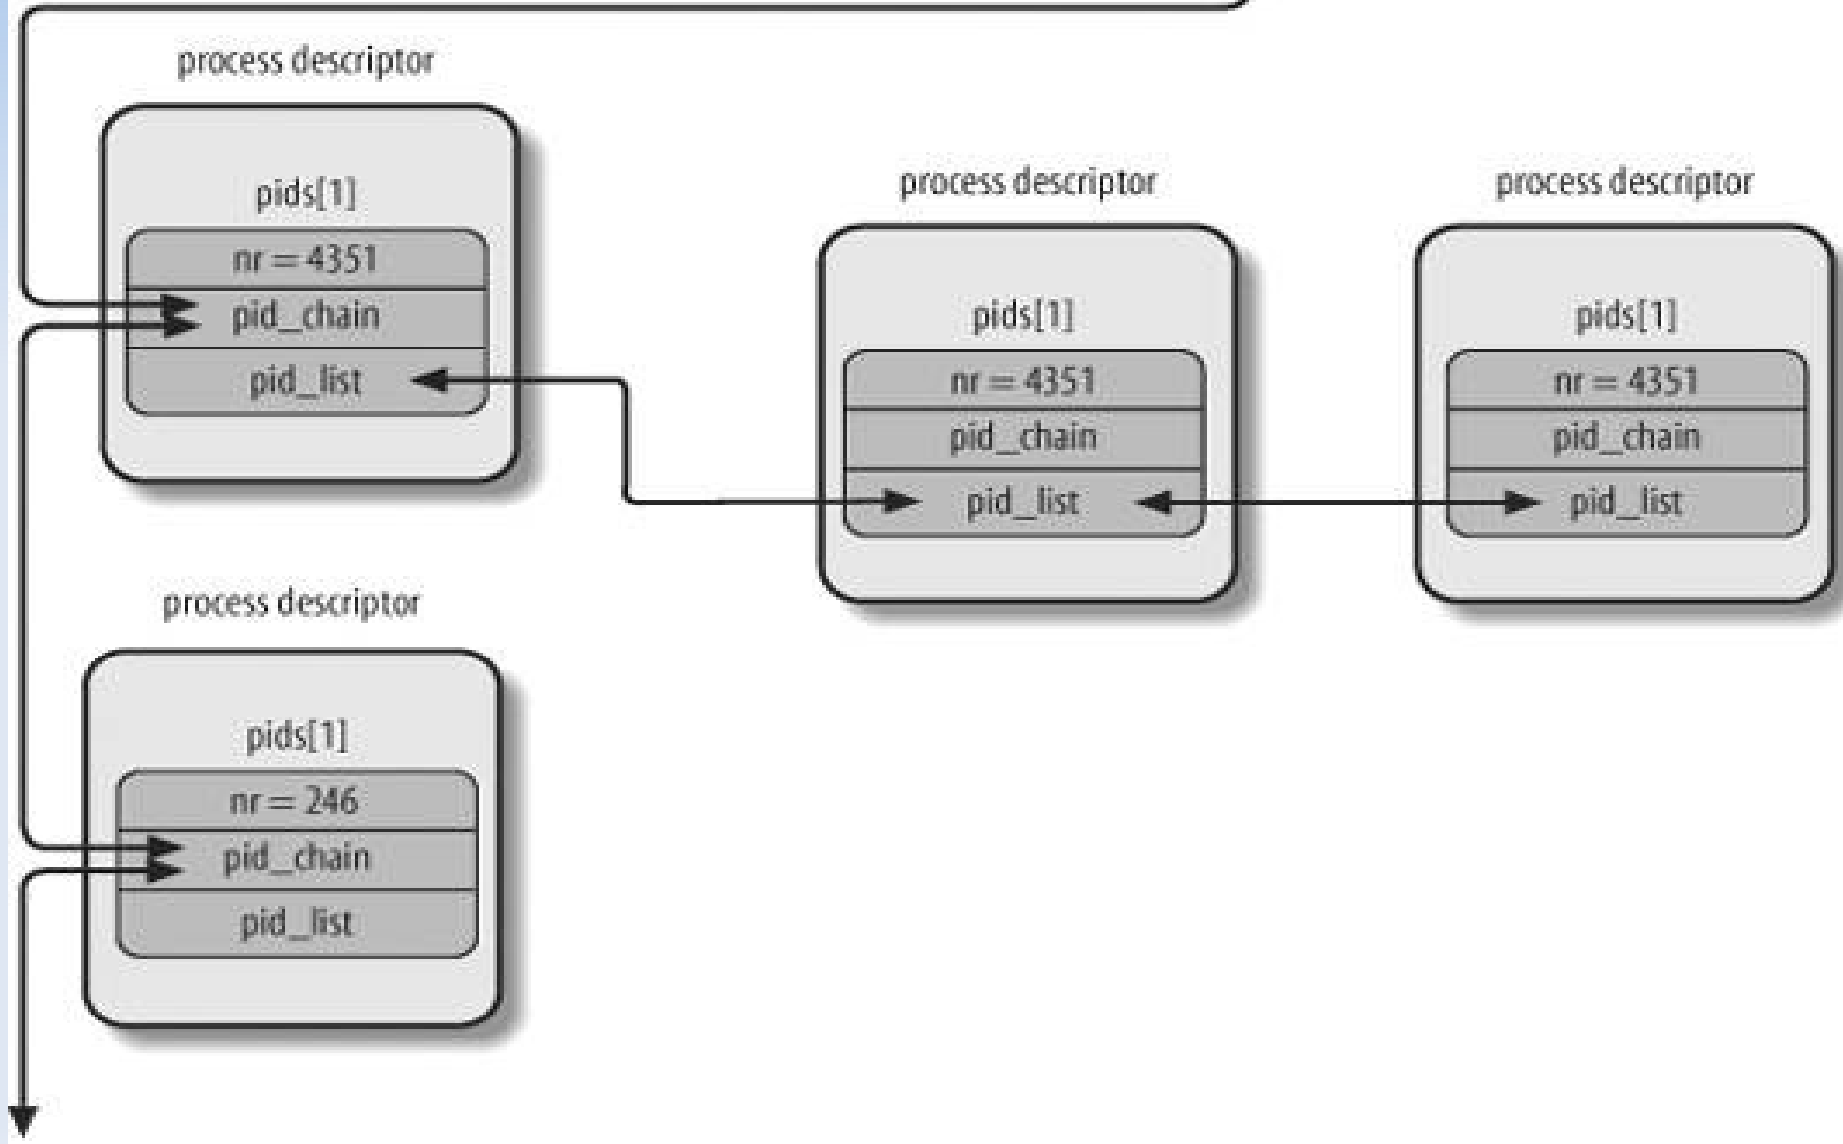 process descriptor
pids[1]
nr = 4351
pid_chain
pid_list
process descriptor
pids[1]
nr = 4351
pid_chain
pid_list
process descriptor
pids[1]
nr = 4351
pid_chain
pid_list
process descriptor
pids[1]
nr = 246
pid_chain
pid_list